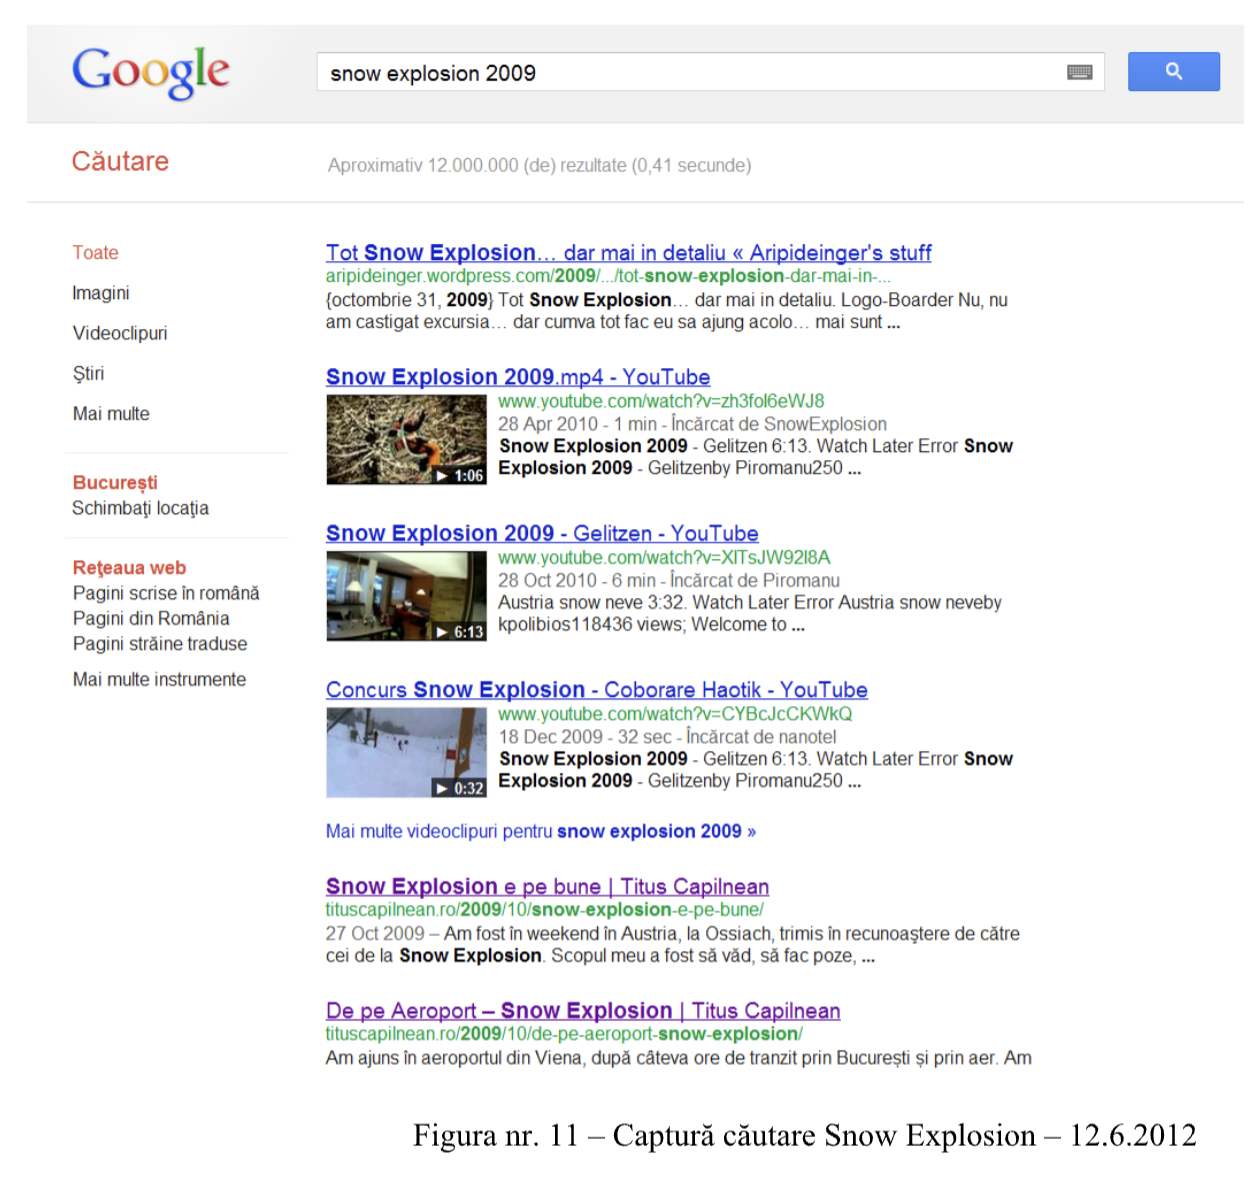 Google
snow explosion 2009
Căutare
Aproximativ 12.000.000 (de) rezultate (0,41 secunde)
Toate
Imagini
Videoclipuri
Ştiri
Mai multe
București
Schimbaţi locaţia
Reţeaua web
Pagini scrise în română
Pagini din România
Pagini străine traduse
Mai multe instrumente
Tot Snow Explosion… dar mai in detaliu « Aripideinger's stuff
aripideinger.wordpress.com/2009/.../tot-snow-explosion-dar-mai-in-...
{octombrie 31, 2009} Tot Snow Explosion… dar mai in detaliu. Logo-Boarder Nu, nu
am castigat excursia… dar cumva tot fac eu sa ajung acolo… mai sunt ...
Snow Explosion 2009.mp4 - YouTube
www.youtube.com/watch?v=zh3fol6eWJ8
28 Apr 2010 - 1 min - Încărcat de SnowExplosion
Snow Explosion 2009 - Gelitzen 6:13. Watch Later Error Snow
Explosion 2009 - Gelitzenby Piromanu250 ...
1:06
Snow Explosion 2009 - Gelitzen - YouTube
www.youtube.com/watch?v=XITsJW92I8A
28 Oct 2010 - 6 min - Încărcat de Piromanu
Austria snow neve 3:32. Watch Later Error Austria snow neveby
kpolibios118436 views; Welcome to ...
6:13
Concurs Snow Explosion - Coborare Haotik - YouTube
www.youtube.com/watch?v=CYBcJcCKWkQ
18 Dec 2009 - 32 sec - Încărcat de nanotel
Snow Explosion 2009 - Gelitzen 6:13. Watch Later Error Snow
Explosion 2009 - Gelitzenby Piromanu250 ...
0:32
Mai multe videoclipuri pentru snow explosion 2009 »
Snow Explosion e pe bune | Titus Capilnean
tituscapilnean.ro/2009/10/snow-explosion-e-pe-bune/
27 Oct 2009 – Am fost în weekend în Austria, la Ossiach, trimis în recunoaştere de către
cei de la Snow Explosion. Scopul meu a fost să văd, să fac poze, ...
De pe Aeroport – Snow Explosion | Titus Capilnean
tituscapilnean.ro/2009/10/de-pe-aeroport-snow-explosion/
Am ajuns în aeroportul din Viena, după câteva ore de tranzit prin București și prin aer. Am
Figura nr. 11 – Captură căutare Snow Explosion – 12.6.2012